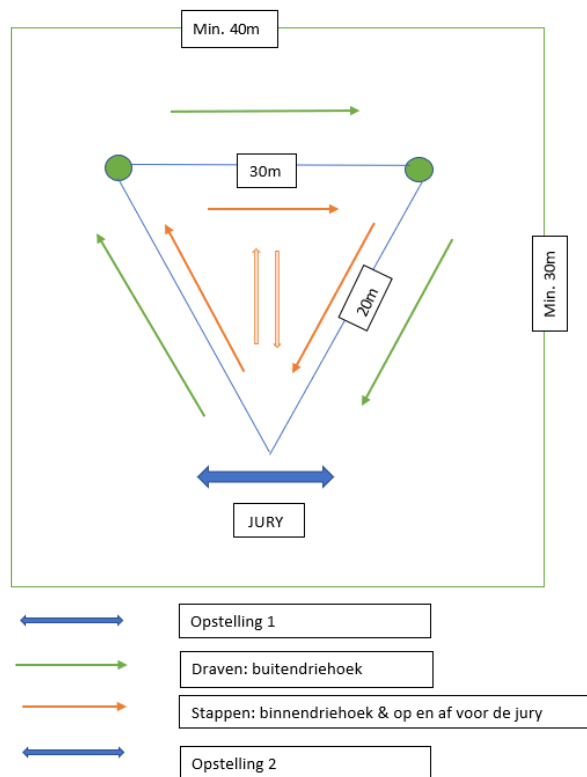 Min. 40m
30m
20m
Min. 30m
JURY
Opstelling 1
Draven: buitendriehoek
Stappen: binnendriehoek & op en af voor de jury
Opstelling 2